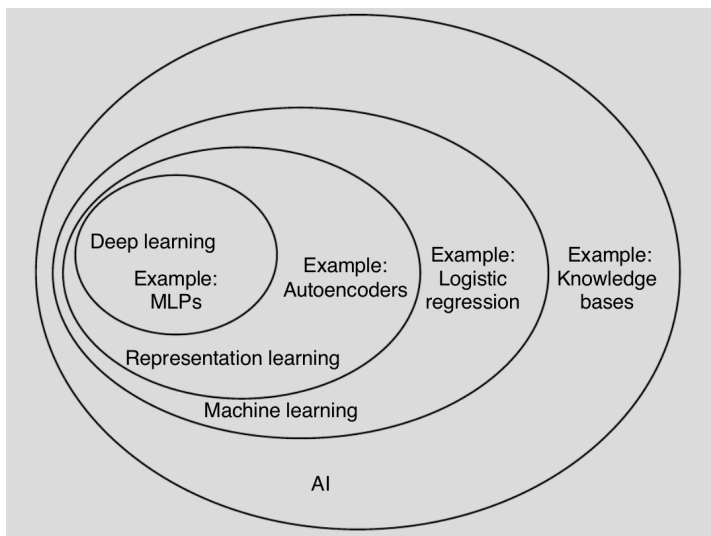 Deep learning
Example:
MLPs
Example:
Autoencoders
Example:
Logistic
regression
Example:
Knowledge
bases
Representation learning
Machine learning
AI